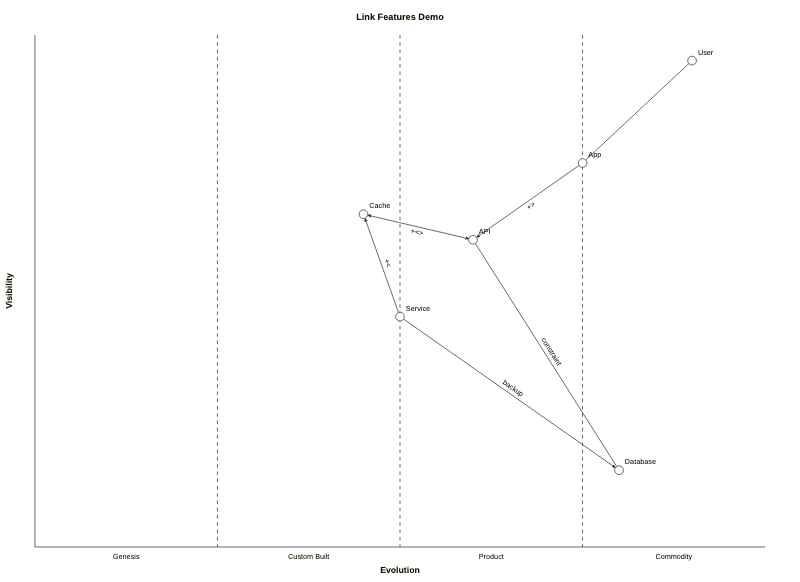 Link Features Demo
User
App
+>
Cache
API
+<>
+<
Service
constraint
backup
Database
Visibility
Genesis
Custom Built
Product
Commodity
Evolution